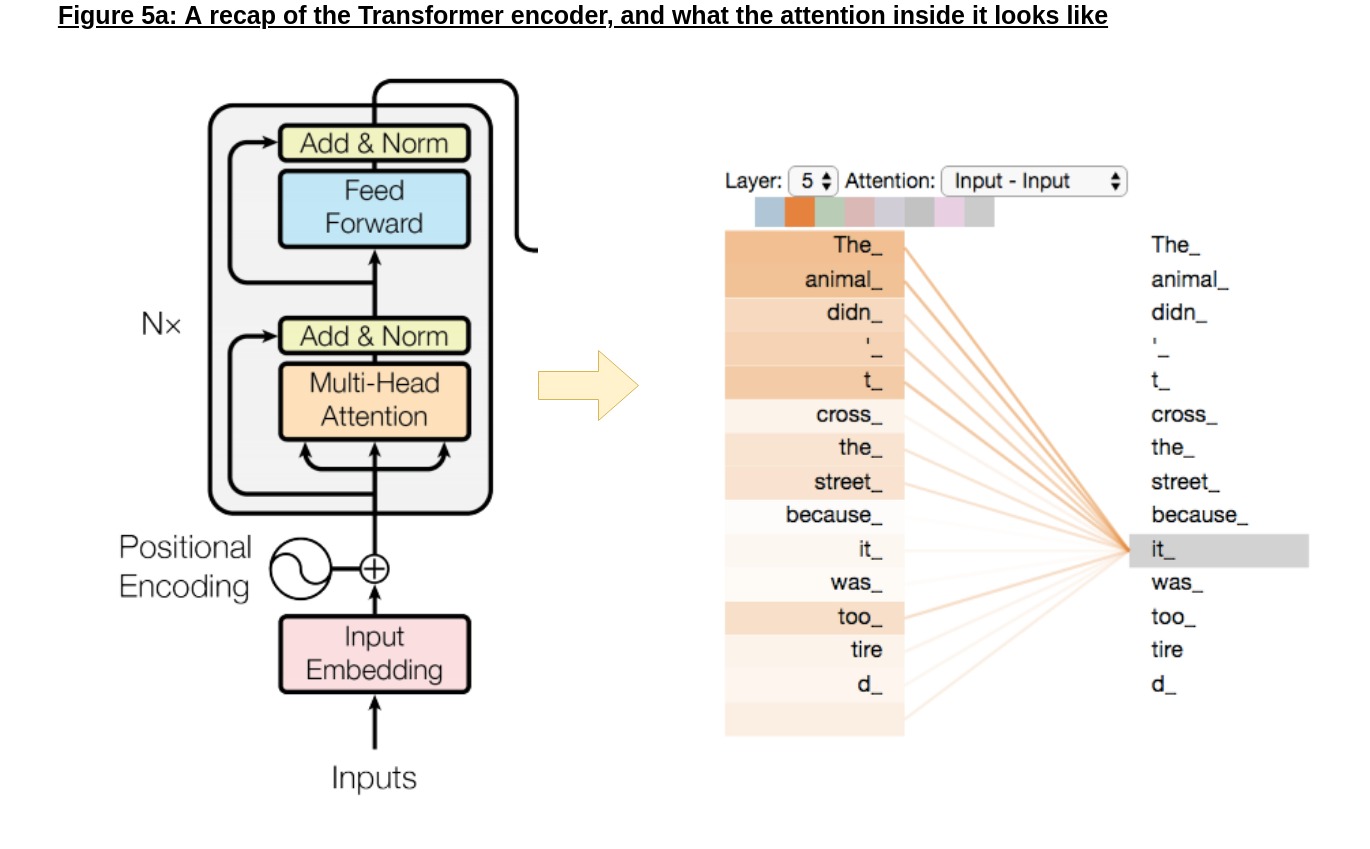 Figure 5a: A recap of the Transformer encoder, and what the attention inside it looks like
Add & Norm
Feed
Forward
Nx
Add & Norm
Multi-Head
Attention
Positional
Encoding
Input
Embedding
Inputs
Layer: 5 Attention: Input - Input
The_ The_
animal_ animal_
didn_ didn_
'_ '_
t_ t_
cross_ cross_
the_ the_
street_ street_
because_ because_
it_ it_
was_ was_
too_ too_
tire tire
d_ d_